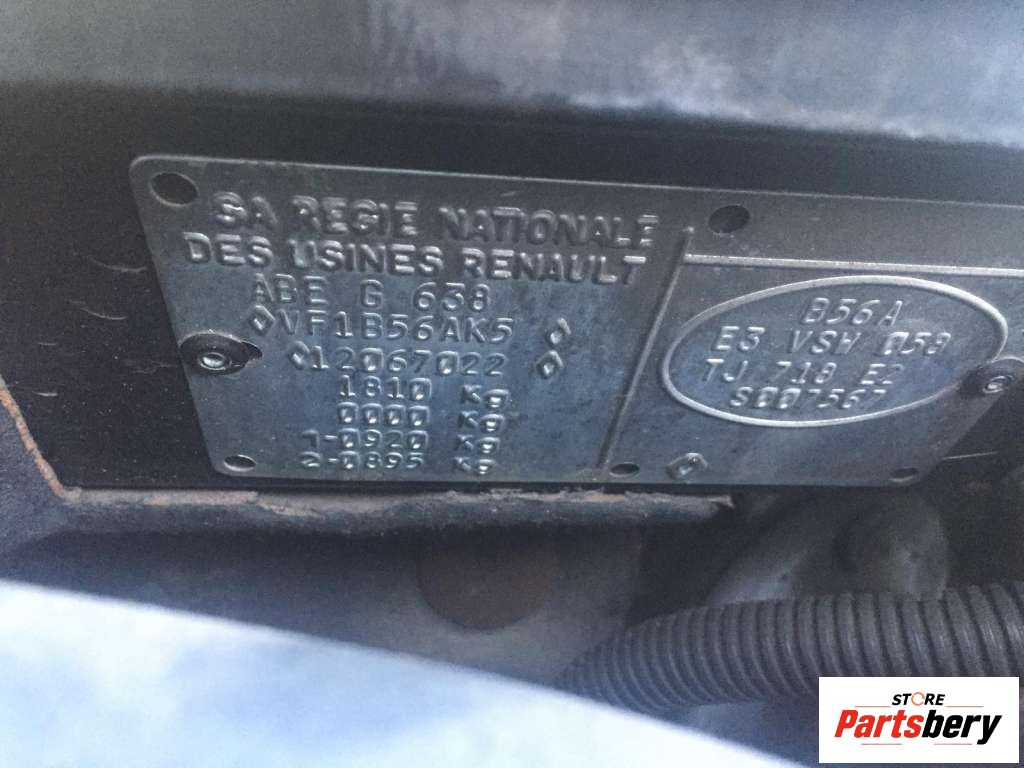 SA REGIE NATIONALE
DES USINES RENAULT
ABE G 638
◇VF1B56AK5◇
◇12067022◇
1810 Kg
0000 Kg
1-0920 Kg
2-0895 Kg
B56A
E3 VSW 058
TJ 718 E2
S007567
STORE
Partsbery